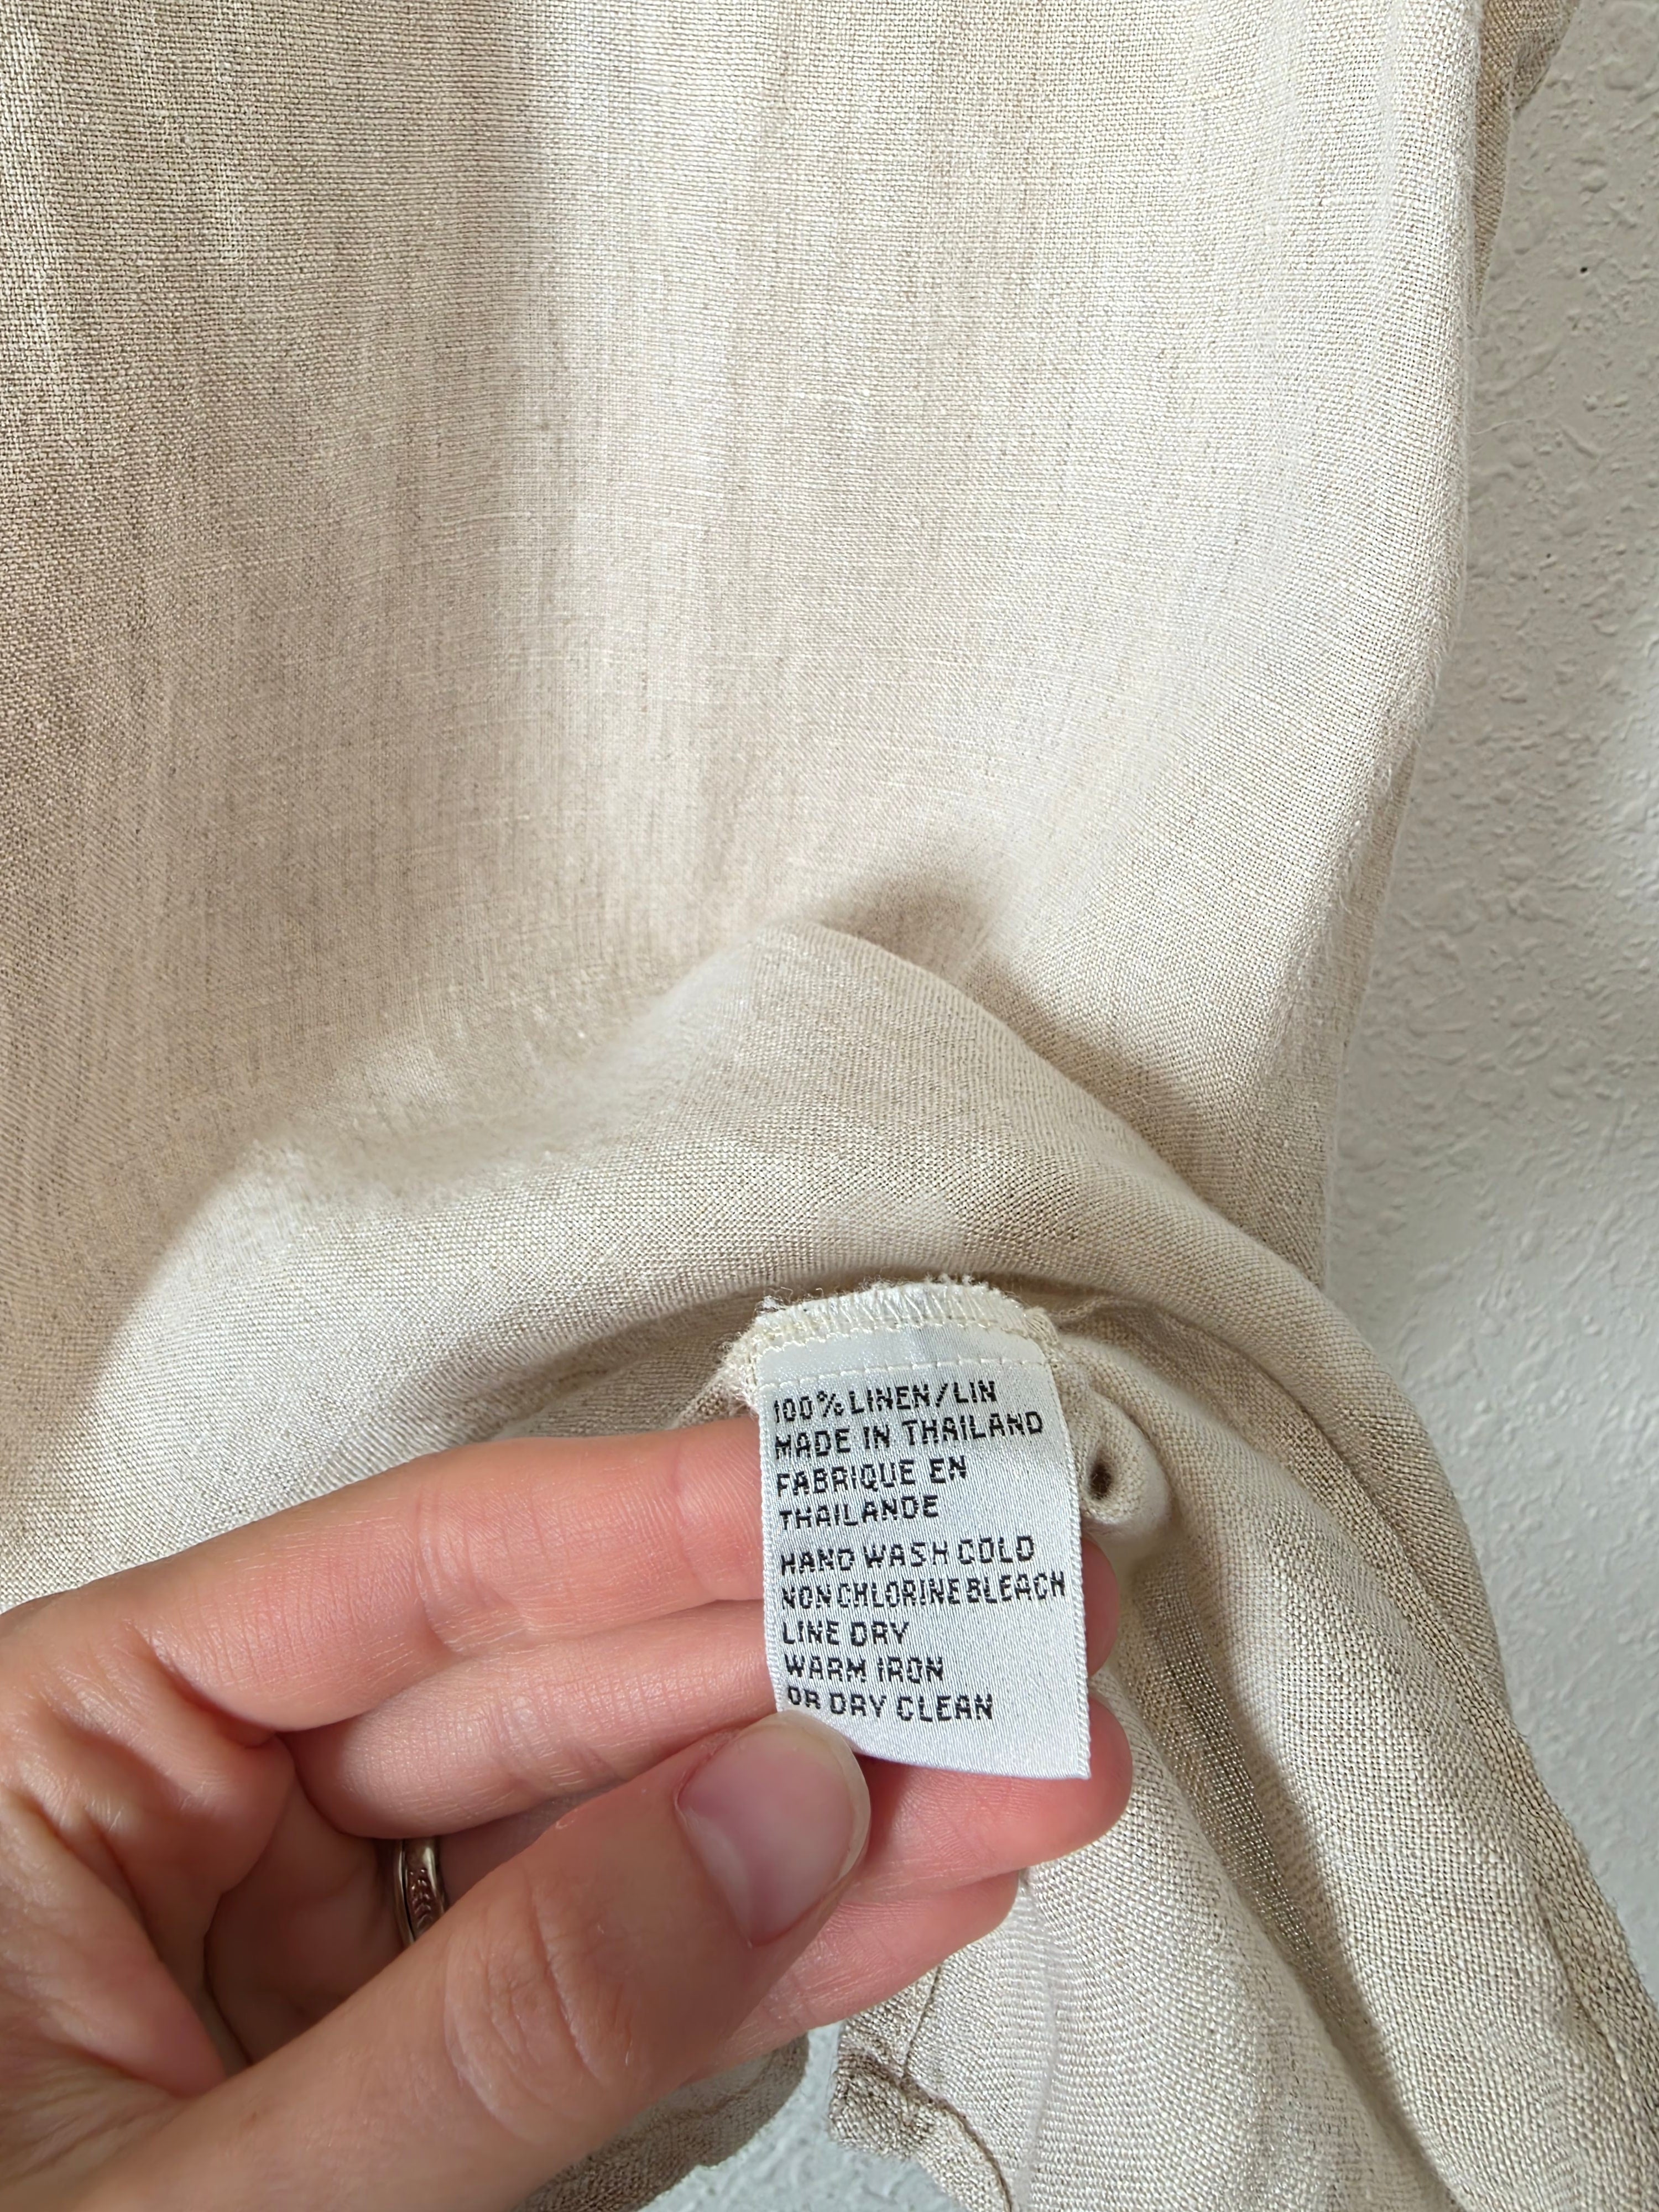 100% LINEN/LIN
MADE IN THAILAND
FABRIQUE EN
THAILANDE
HAND WASH COLD
NON CHLORINE BLEACH
LINE DRY
WARM IRON
OR DRY CLEAN